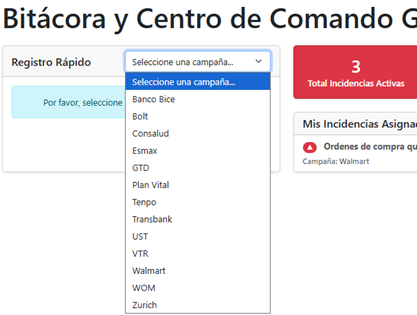 Bitácora y Centro de Comando G
Registro Rápido
Seleccione una campaña...
Por favor, seleccione
Seleccione una campaña...
Banco Bice
Bolt
Consalud
Esmax
GTD
Plan Vital
Tenpo
Transbank
UST
VTR
Walmart
WOM
Zurich
3
Total Incidencias Activas
Mis Incidencias Asigna
Ordenes de compra qu
Campaña: Walmart